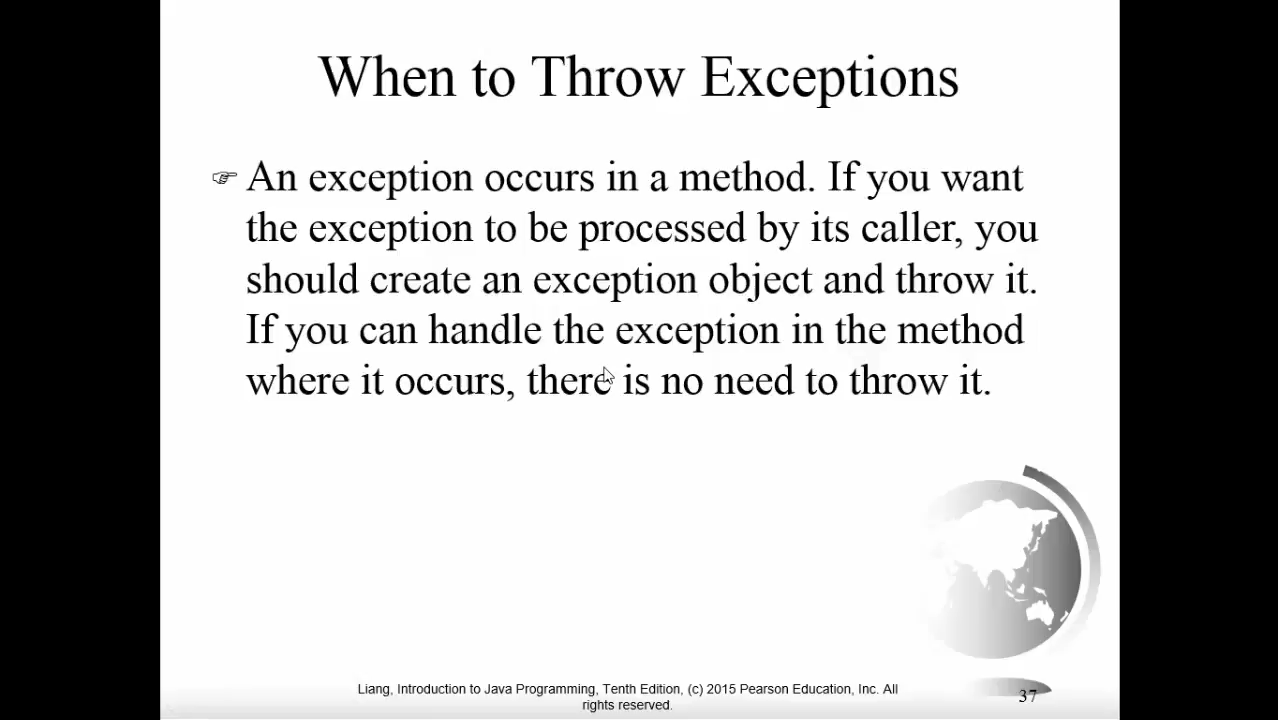 When to Throw Exceptions
☞ An exception occurs in a method. If you want
the exception to be processed by its caller, you
should create an exception object and throw it.
If you can handle the exception in the method
where it occurs, there is no need to throw it.
Liang, Introduction to Java Programming, Tenth Edition, (c) 2015 Pearson Education, Inc. All
rights reserved.
37